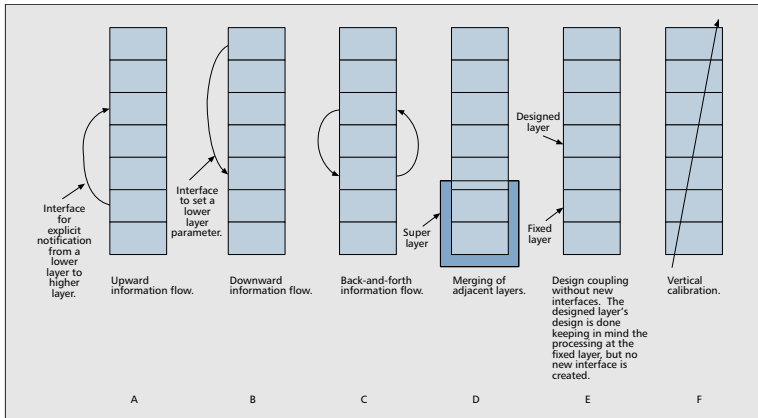 Interface
for
explicit
notification
from a
lower
layer to
higher
layer.
Upward
information flow.
Interface
to set a
lower
layer
parameter.
Downward
information flow.
Back-and-forth
information flow.
Super
layer
Merging of
adjacent layers.
Designed
layer
Fixed
layer
Design coupling
without new
interfaces. The
designed layer’s
design is done
keeping in mind the
processing at the
fixed layer, but no
new interface is
created.
Vertical
calibration.
A
B
C
D
E
F